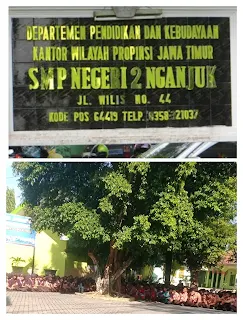 DEPARTEMEN PENDIDIKAN DAN KEBUDAYAAN
KANTOR WILAYAH PROPINSI JAWA TIMUR
SMP NEGERI 2 NGANJUK
JL. WILIS NO. 44
KODE POS 64419 TELP. (0358)21037